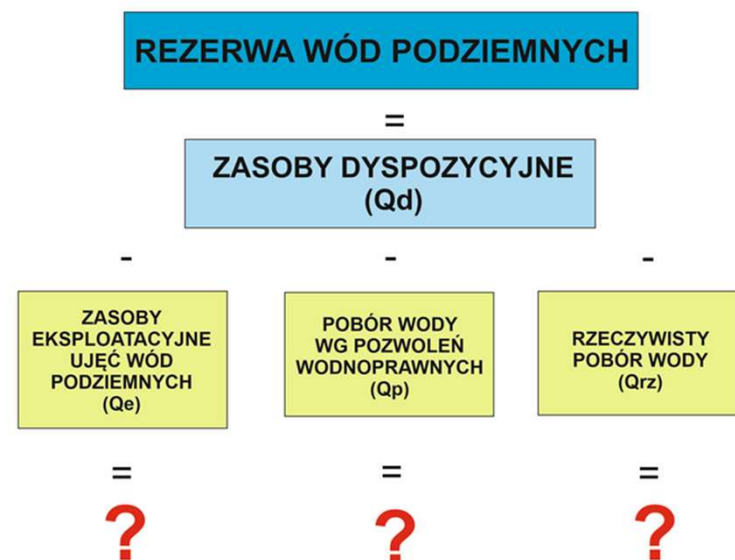 REZERWA WÓD PODZIEMNYCH
=
ZASOBY DYSPOZYCYJNE
(Qd)
- - -
ZASOBY
EKSPLOATACYJNE
UJĘĆ WÓD
PODZIEMNYCH
(Qe)
POBÓR WODY
WG POZWOLEŃ
WODNOPRAWNYCH
(Qp)
RZECZYWISTY
POBÓR WODY
(Qrz)
= = =
? ? ?